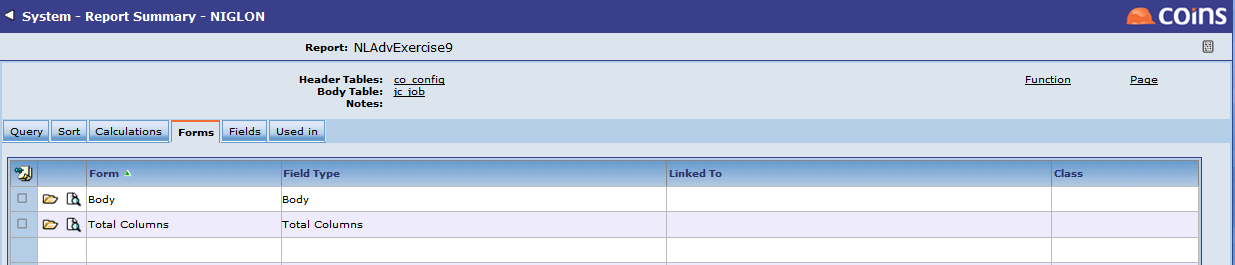 System - Report Summary - NIGLON
coins
Report: NLAdvExercise9
Header Tables: co_config Function Page
Body Table: jc_job
Notes:
Query Sort Calculations Forms Fields Used in
Form Field Type Linked To Class
Body Body
Total Columns Total Columns